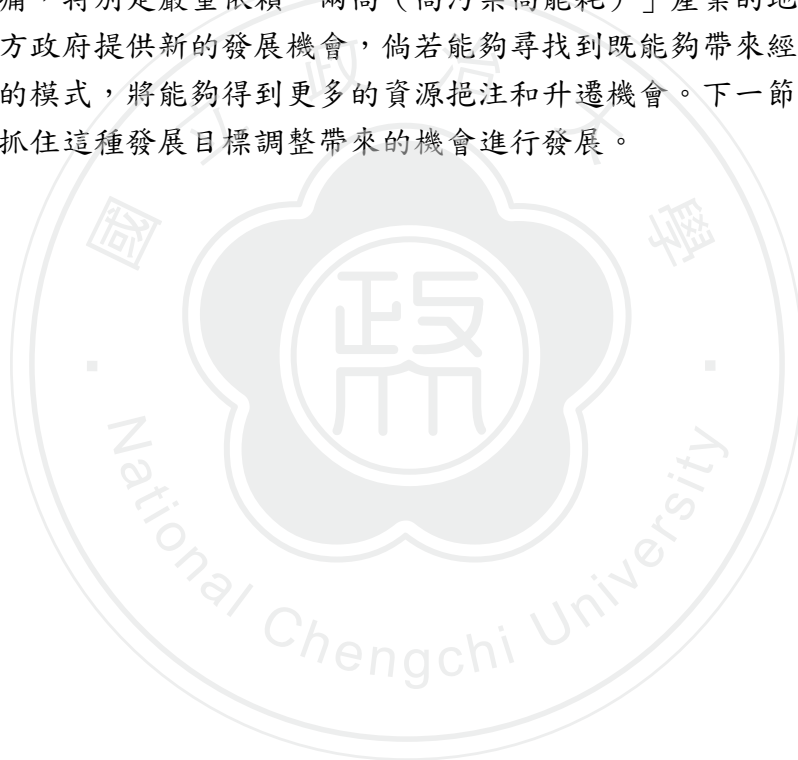 痛，特別是嚴重依賴「兩高（高污染高能耗）」產業的地
方政府提供新的發展機會，倘若能夠尋找到既能夠帶來經
的模式，將能夠得到更多的資源挹注和升遷機會。下一節
抓住這種發展目標調整帶來的機會進行發展。
國立政治大學
政
National Chengchi University